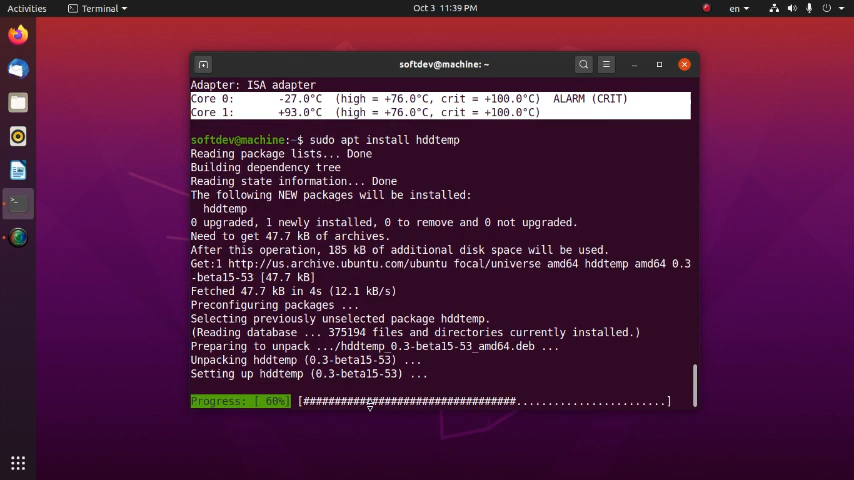 Activities
Terminal
Oct 3 11:39 PM
en
softdev@machine: ~
Adapter: ISA adapter
Core 0:       -27.0°C  (high = +76.0°C, crit = +100.0°C)  ALARM (CRIT)
Core 1:       +93.0°C  (high = +76.0°C, crit = +100.0°C)
softdev@machine:~$ sudo apt install hddtemp
Reading package lists... Done
Building dependency tree
Reading state information... Done
The following NEW packages will be installed:
  hddtemp
0 upgraded, 1 newly installed, 0 to remove and 0 not upgraded.
Need to get 47.7 kB of archives.
After this operation, 185 kB of additional disk space will be used.
Get:1 http://us.archive.ubuntu.com/ubuntu focal/universe amd64 hddtemp amd64 0.3
-beta15-53 [47.7 kB]
Fetched 47.7 kB in 4s (12.1 kB/s)
Preconfiguring packages ...
Selecting previously unselected package hddtemp.
(Reading database ... 375194 files and directories currently installed.)
Preparing to unpack .../hddtemp_0.3-beta15-53_amd64.deb ...
Unpacking hddtemp (0.3-beta15-53) ...
Setting up hddtemp (0.3-beta15-53) ...
Progress: [ 60%] [##################################........................]